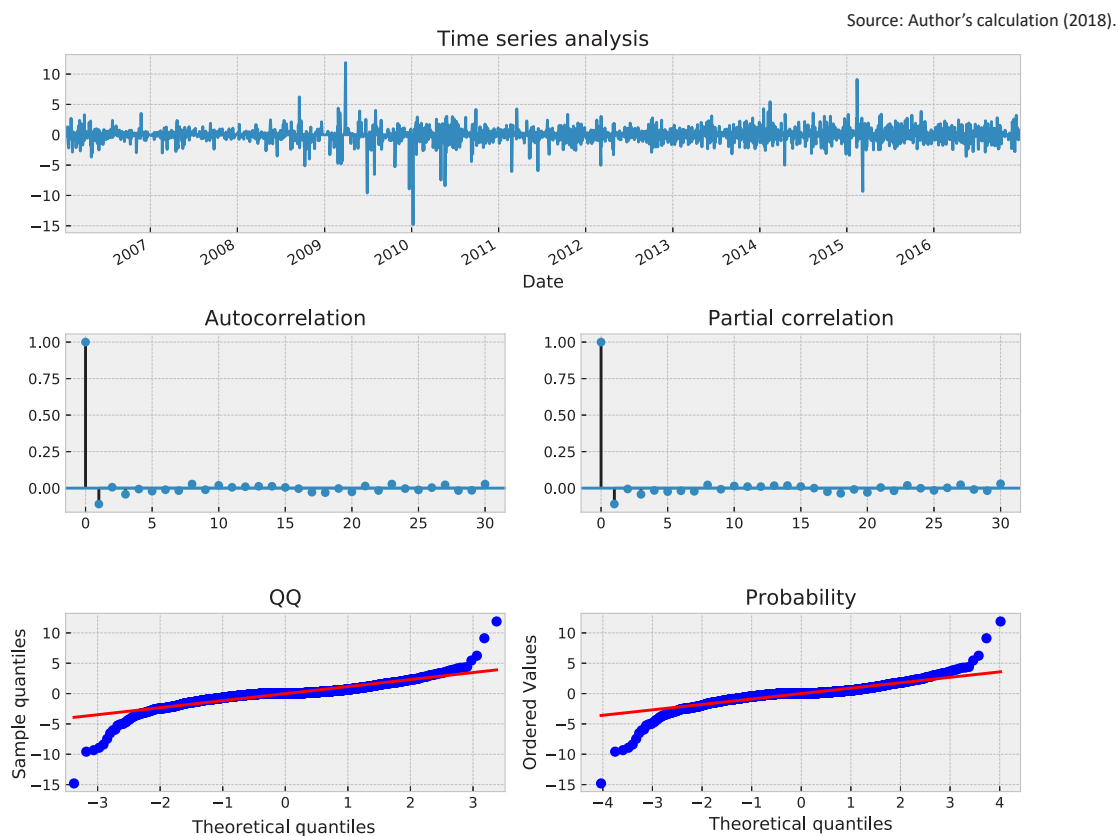 Source: Author's calculation (2018).
Time series analysis
10
5
0
−5
−10
−15
2007 2008 2009 2010 2011 2012 2013 2014 2015 2016
Date
Autocorrelation
1.00
0.75
0.50
0.25
0.00
0 5 10 15 20 25 30
Partial correlation
1.00
0.75
0.50
0.25
0.00
0 5 10 15 20 25 30
QQ
Sample quantiles
10
5
0
−5
−10
−15
−3 −2 −1 0 1 2 3
Theoretical quantiles
Probability
Ordered Values
10
5
0
−5
−10
−15
−4 −3 −2 −1 0 1 2 3 4
Theoretical quantiles